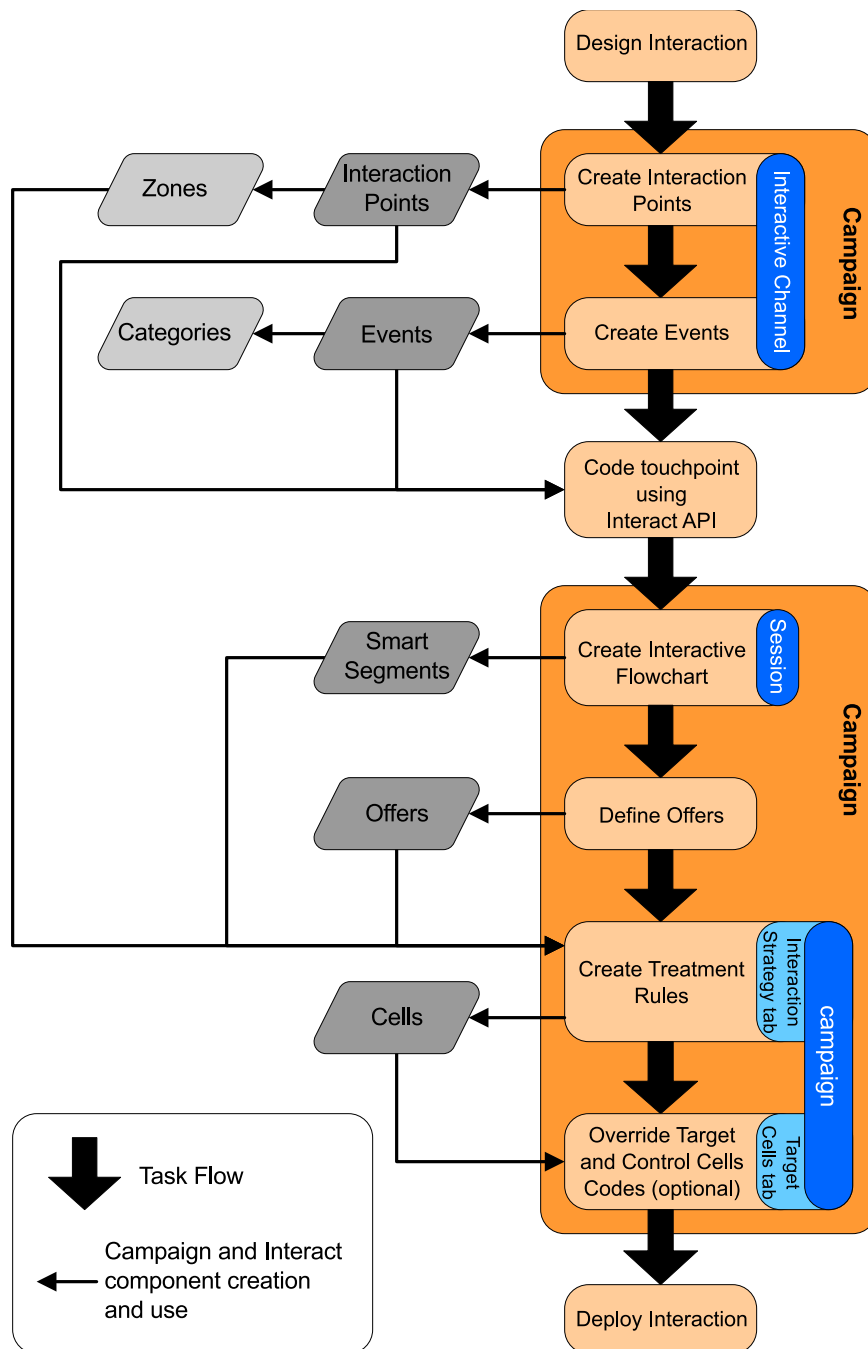 Design Interaction
Zones
Interaction
Points
Create Interaction
Points
Interactive Channel
Campaign
Categories
Events
Create Events
Code touchpoint
using
Interact API
Smart
Segments
Create Interactive
Flowchart
Session
Campaign
Offers
Define Offers
Create Treatment
Rules
Interaction
Strategy tab
campaign
Cells
Override Target
and Control Cells
Codes (optional)
Target
Cells tab
Task Flow
Campaign and Interact
component creation
and use
Deploy Interaction